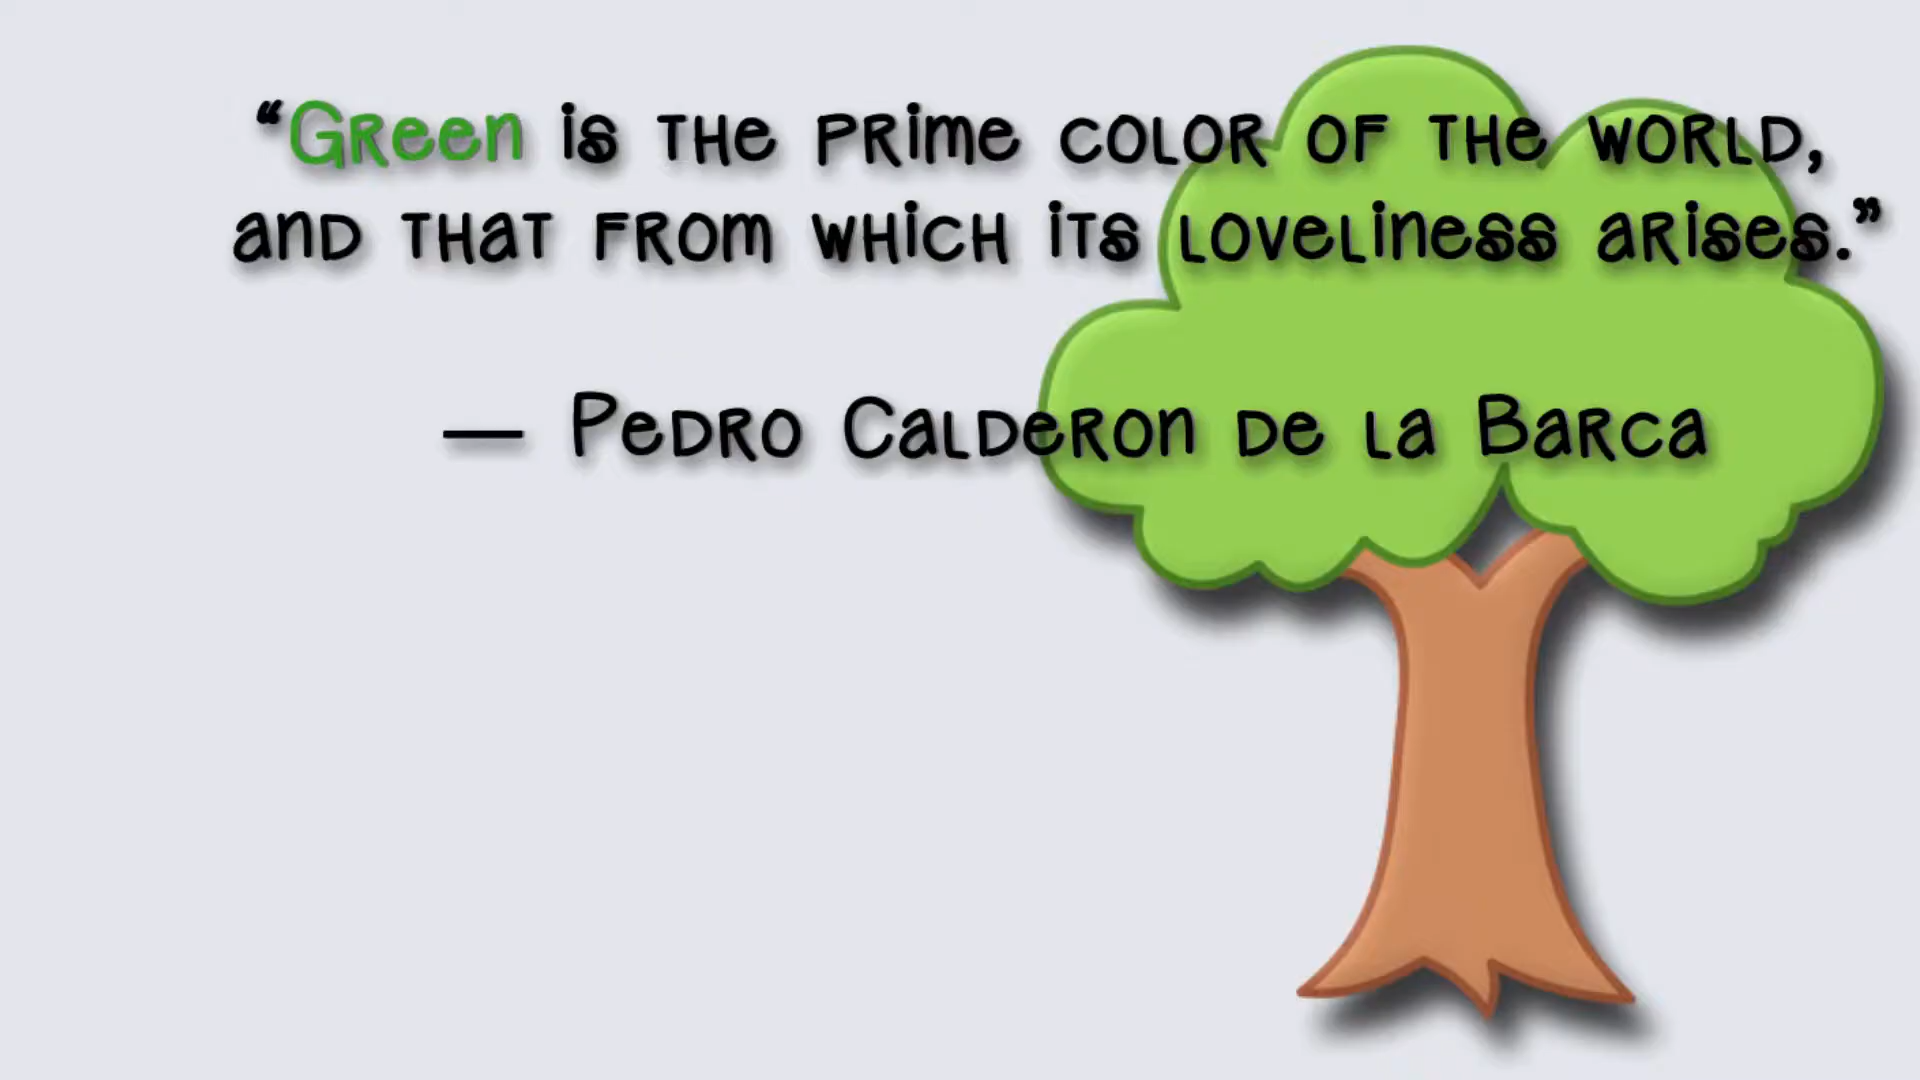 “Green is the prime color of the world,
and that from which its loveliness arises.”
— Pedro Calderon de la Barca